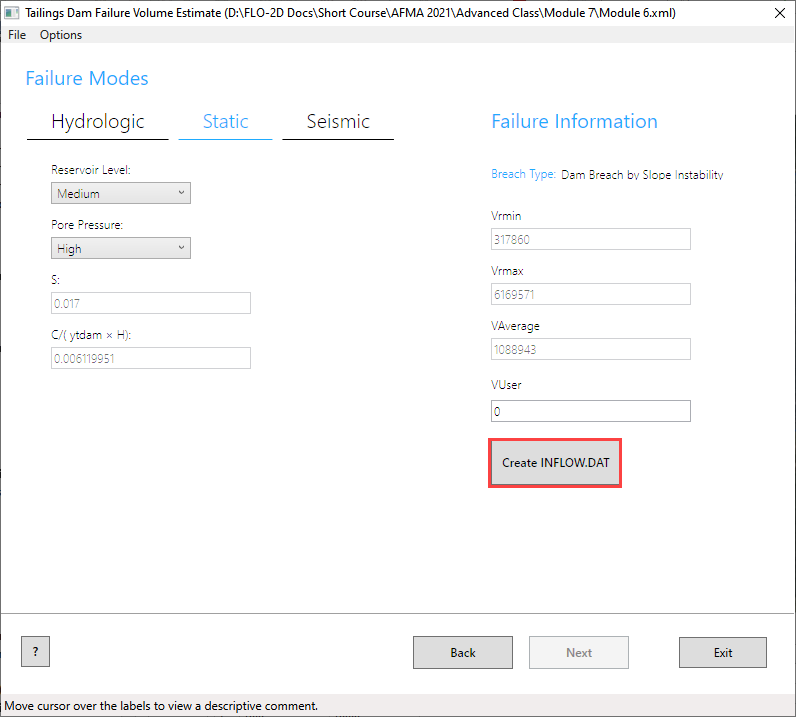 Tailings Dam Failure Volume Estimate (D:\FLO-2D Docs\Short Course\AFMA 2021\Advanced Class\Module 7\Module 6.xml)
File Options
Failure Modes
Hydrologic Static Seismic
Failure Information
Reservoir Level:
Medium
Pore Pressure:
High
S:
0.017
C/( ytdam × H):
0.006119951
Breach Type: Dam Breach by Slope Instability
Vrmin
317860
Vrmax
6169571
VAverage
1088943
VUser
0
Create INFLOW.DAT
? Back Next Exit
Move cursor over the labels to view a descriptive comment.